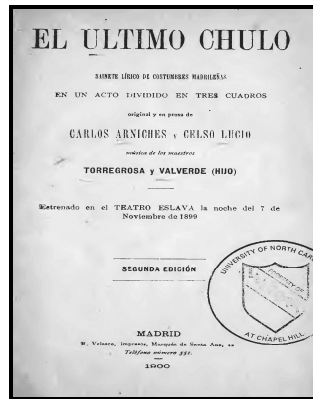 EL ULTIMO CHULO
SAINETE LÍRICO DE COSTUMBRES MADRILEÑAS
EN UN ACTO DIVIDIDO EN TRES CUADROS
original y en prosa de
CARLOS ARNICHES y CELSO LUCIO
música de los maestros
TORREGROSA y VALVERDE (HIJO)
Estrenado en el TEATRO ESLAVA la noche del 7 de
Noviembre de 1899
SEGUNDA EDICIÓN
UNIVERSITY OF NORTH CAR
PROPERTY OF
AT CHAPEL HILL
MADRID
R. Velasco, impresor, Marqués de Santa Ana,
Teléfono número 551.
1900